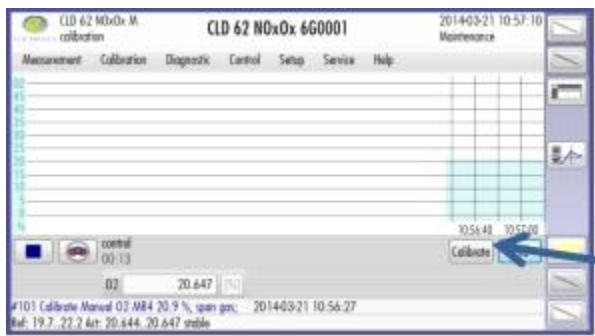 CLD 62 NOxOx M
calibration
CLD 62 NOxOx 6G0001
2014-03-21 10:57:10
Maintenance
Measurement Calibration Diagnostic Control Setup Service Help
O2
45
40
35
30
25
20
15
10
5
0
%
10:56:40 10:57:00
control
00:13
Calibrate
O2 20.647 [%]
#101 Calibrate Manual O2 MR4 20.9 %, span gas; 2014-03-21 10:56:27
Ref: 19.7..22.2 Act: 20.644..20.647 stable